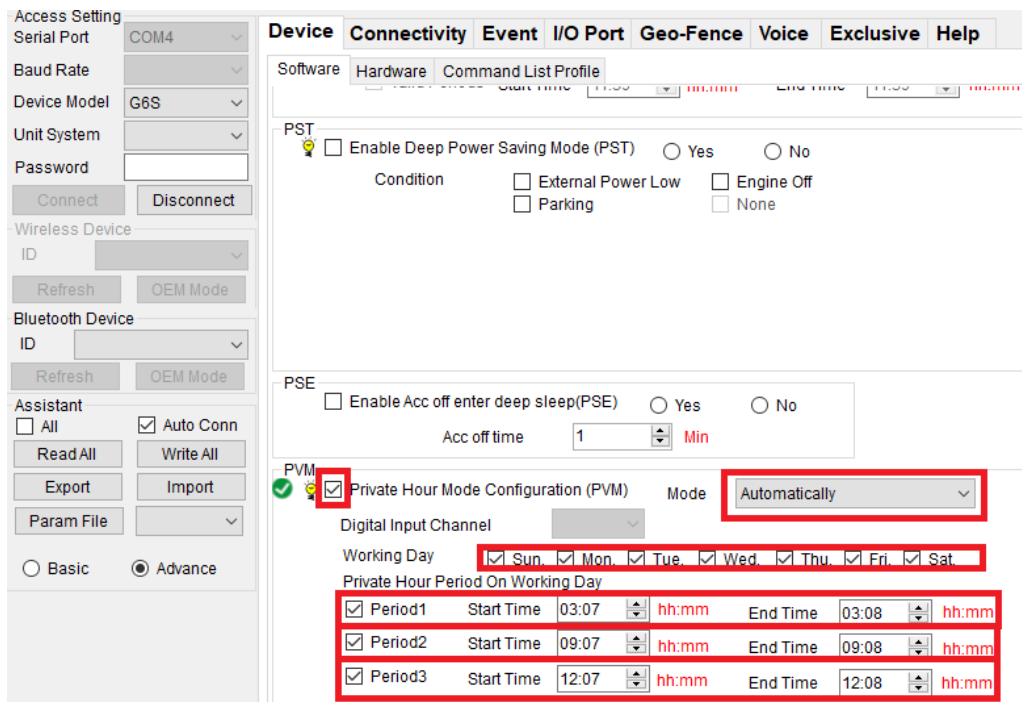 Access Setting
Serial Port COM4
Baud Rate
Device Model G6S
Unit System
Password
Connect Disconnect
Wireless Device
ID
Refresh OEM Mode
Bluetooth Device
ID
Refresh OEM Mode
Assistant
All Auto Conn
Read All Write All
Export Import
Param File
Basic Advance
Device Connectivity Event I/O Port Geo-Fence Voice Exclusive Help
Software Hardware Command List Profile
Start Time hh:mm End Time hh:mm
PST
Enable Deep Power Saving Mode (PST) Yes No
Condition External Power Low Engine Off
Parking None
PSE
Enable Acc off enter deep sleep(PSE) Yes No
Acc off time 1 Min
PVM
Private Hour Mode Configuration (PVM) Mode Automatically
Digital Input Channel
Working Day Sun. Mon. Tue. Wed. Thu. Fri. Sat.
Private Hour Period On Working Day
Period1 Start Time 03:07 hh:mm End Time 03:08 hh:mm
Period2 Start Time 09:07 hh:mm End Time 09:08 hh:mm
Period3 Start Time 12:07 hh:mm End Time 12:08 hh:mm